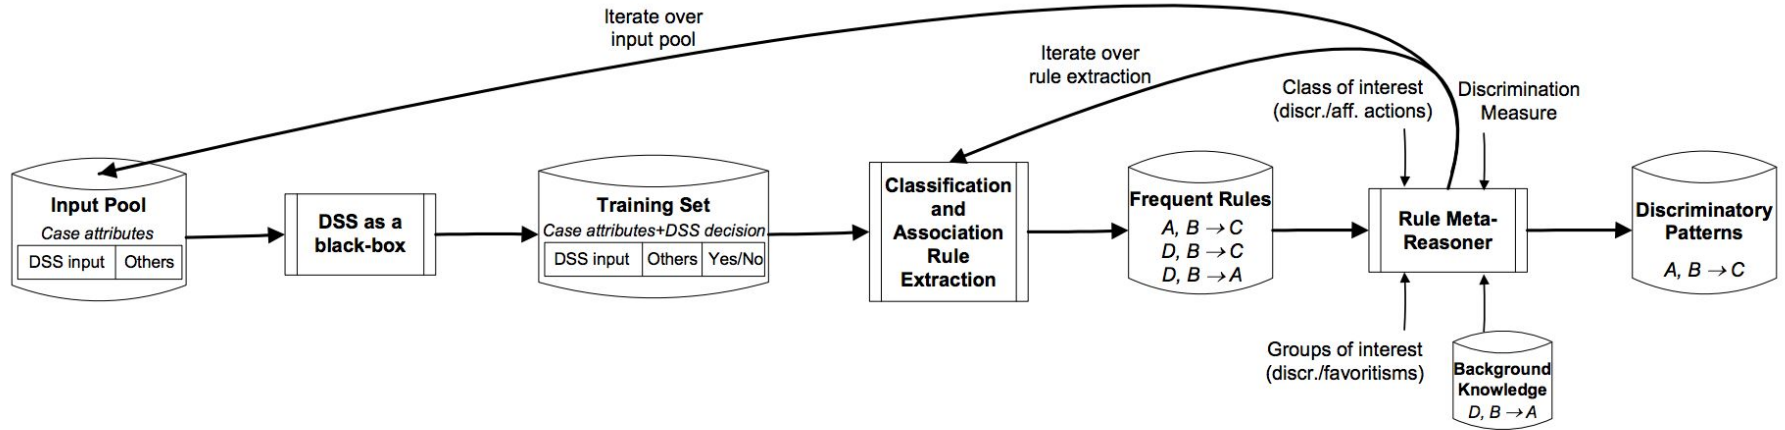 Iterate over
input pool
Iterate over
rule extraction
Class of interest
(discr./aff. actions)
Discrimination
Measure
Input Pool
Case attributes
DSS input Others
DSS as a
black-box
Training Set
Case attributes+DSS decision
DSS input Others Yes/No
Classification
and
Association
Rule
Extraction
Frequent Rules
A, B → C
D, B → C
D, B → A
Rule Meta-
Reasoner
Discriminatory
Patterns
A, B → C
Groups of interest
(discr./favoritisms)
Background
Knowledge
D, B → A